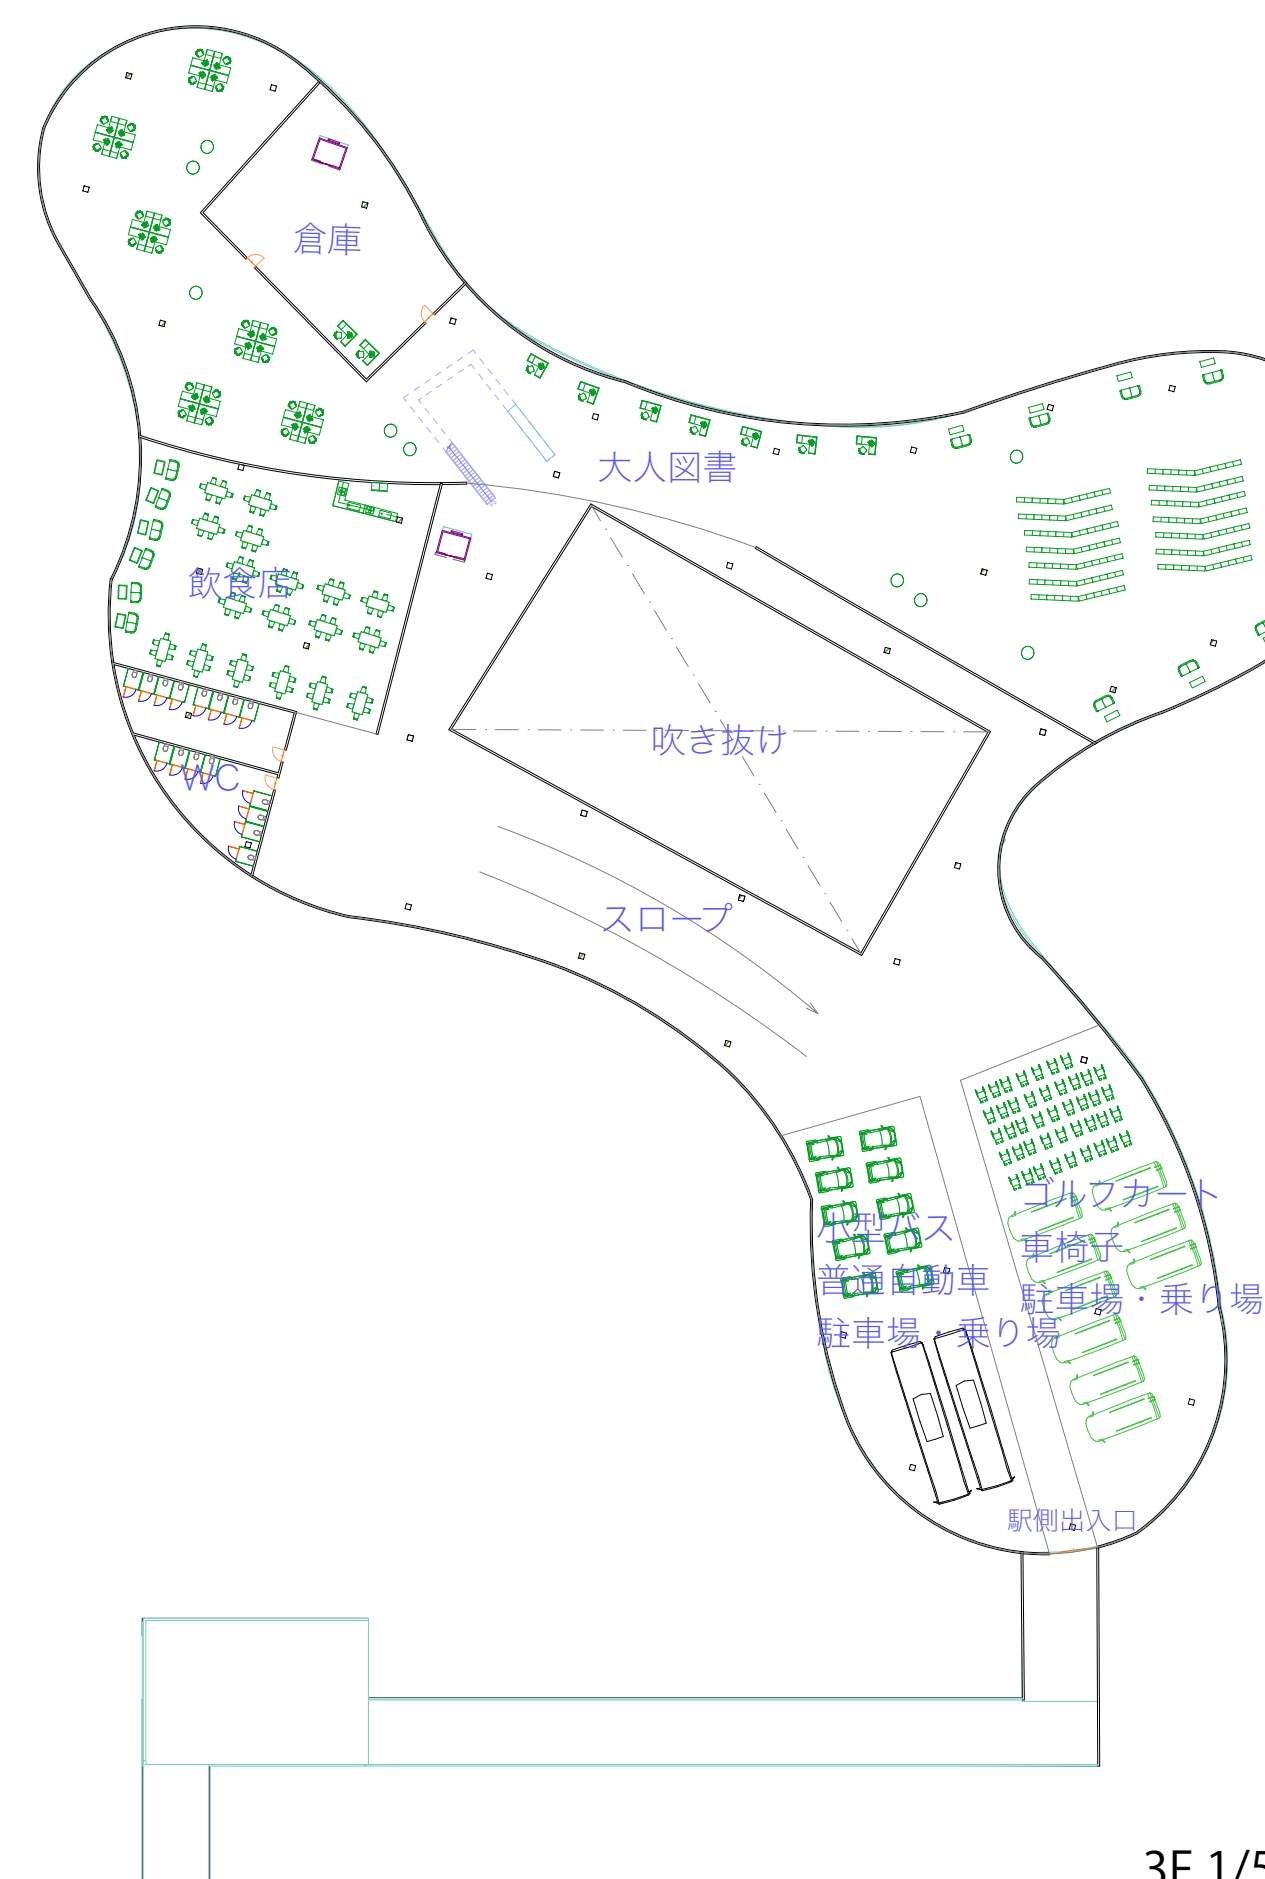 倉庫
大人図書
飲食店
吹き抜け
WC
スロープ
ゴルフカート
車椅子
駐車場・乗り場
小型バス
普通自動車
駐車場・乗り場
駅側出入口
3F 1/5